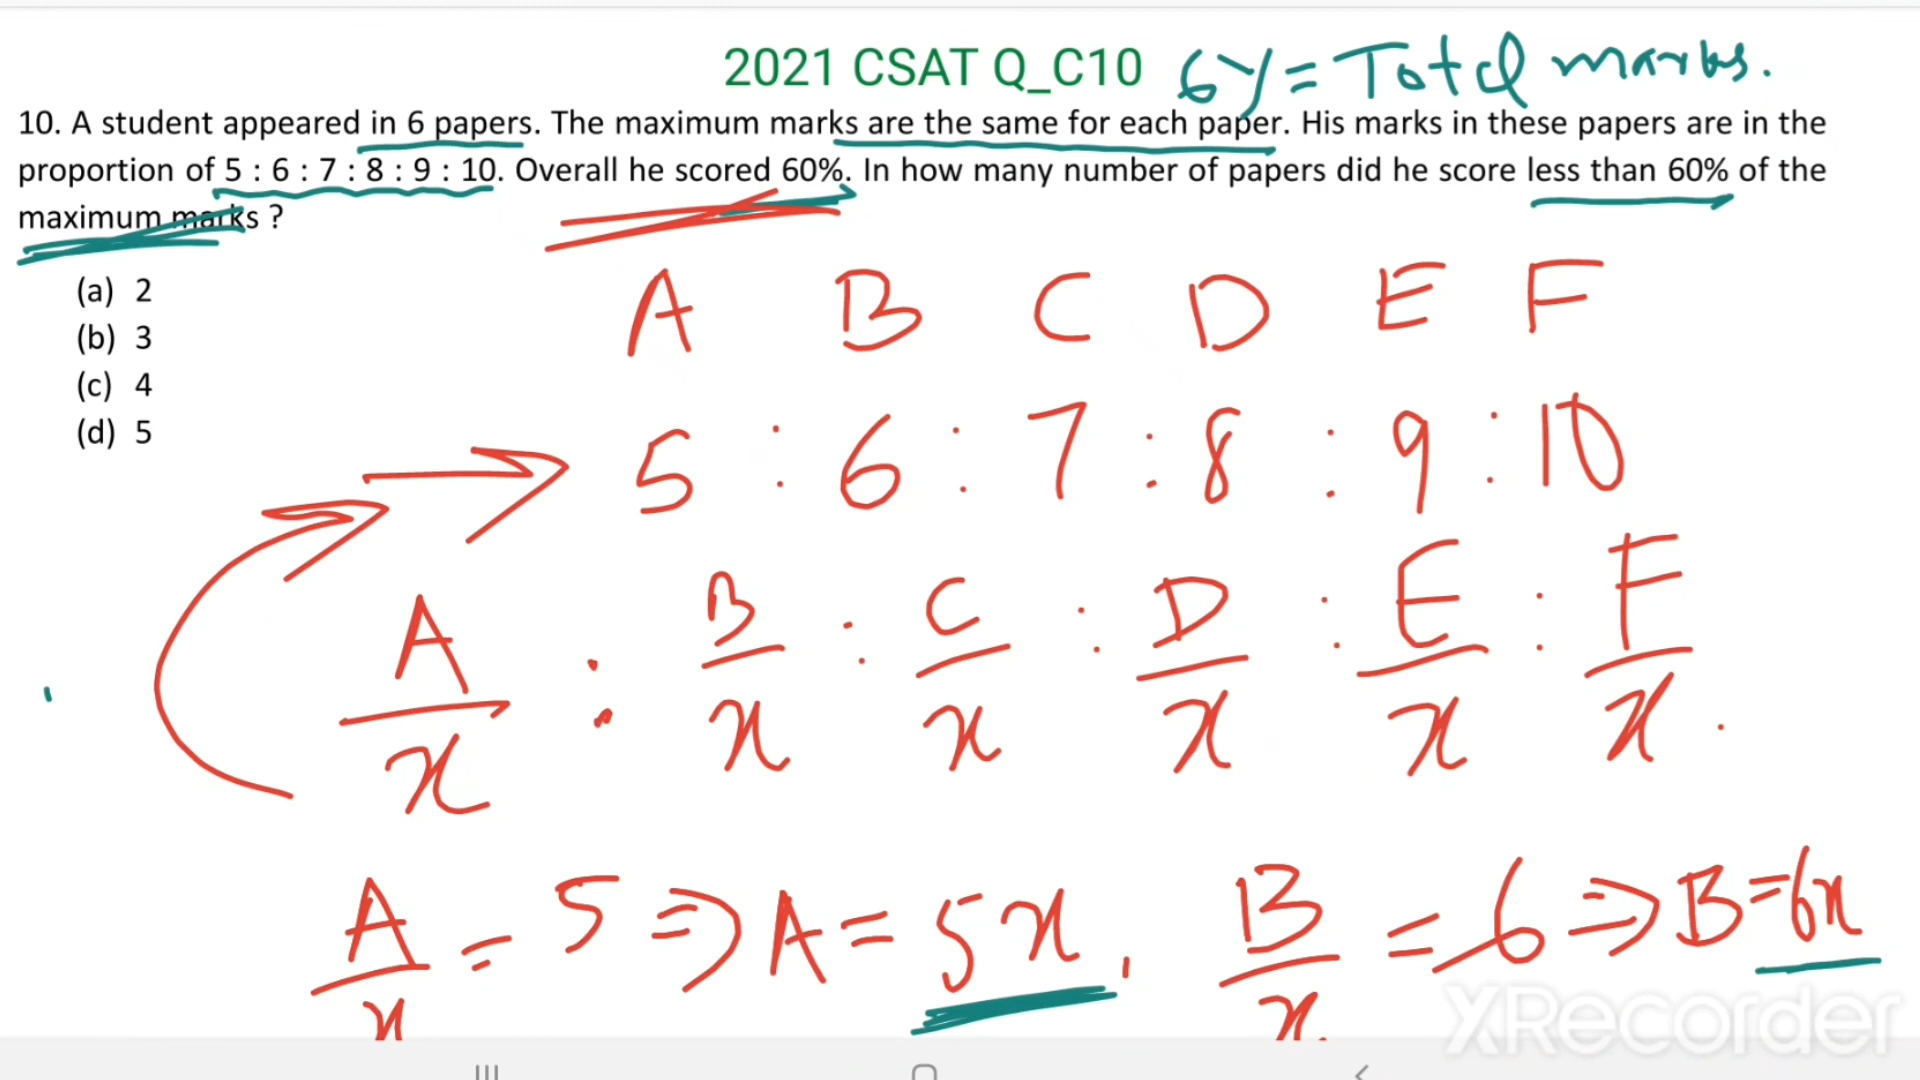 2021 CSAT Q_C10 6y = Total marks.
10. A student appeared in 6 papers. The maximum marks are the same for each paper. His marks in these papers are in the
proportion of 5 : 6 : 7 : 8 : 9 : 10. Overall he scored 60%. In how many number of papers did he score less than 60% of the
maximum marks ?
(a) 2
(b) 3
(c) 4
(d) 5
A B C D E F
5 : 6 : 7 : 8 : 9 : 10
A/x : B/x : C/x : D/x : E/x : F/x .
A/x = 5 ⇒ A = 5x , B/x = 6 ⇒ B = 6x
XRecorder